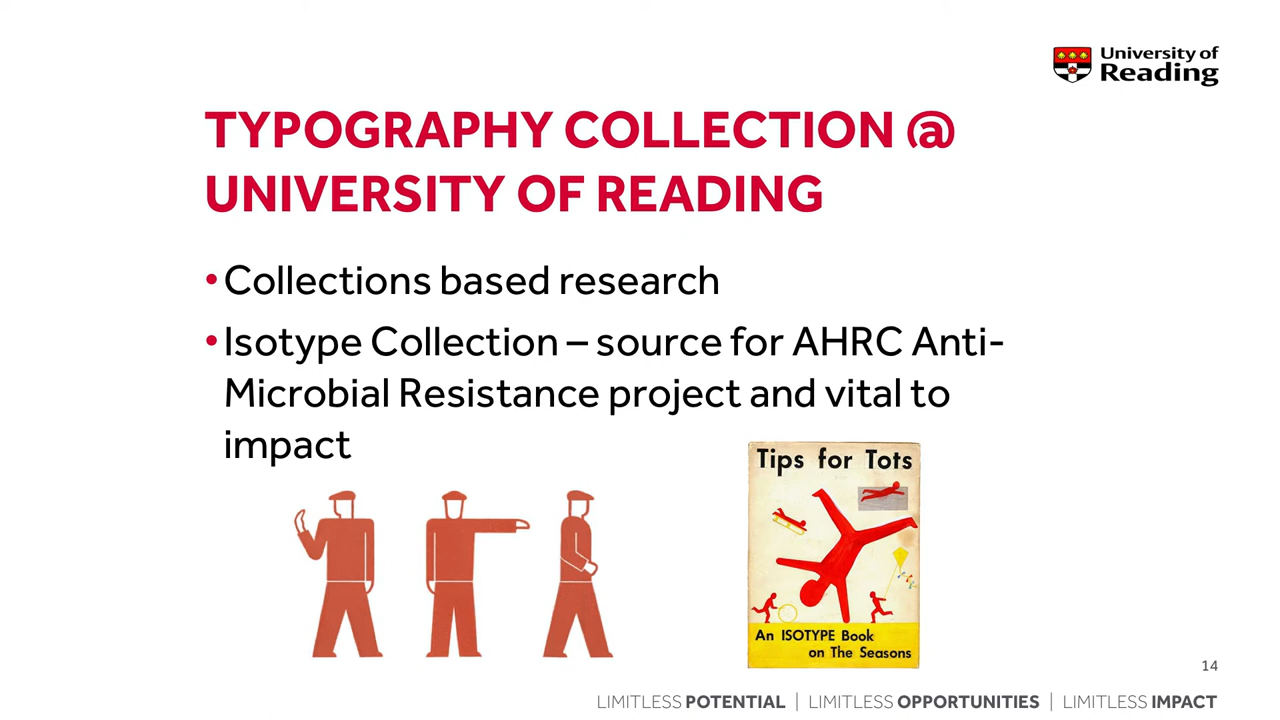 University of
Reading
TYPOGRAPHY COLLECTION @
UNIVERSITY OF READING
•Collections based research
•Isotype Collection – source for AHRC Anti-
Microbial Resistance project and vital to
impact
Tips for Tots
An ISOTYPE Book
on The Seasons
14
LIMITLESS POTENTIAL | LIMITLESS OPPORTUNITIES | LIMITLESS IMPACT